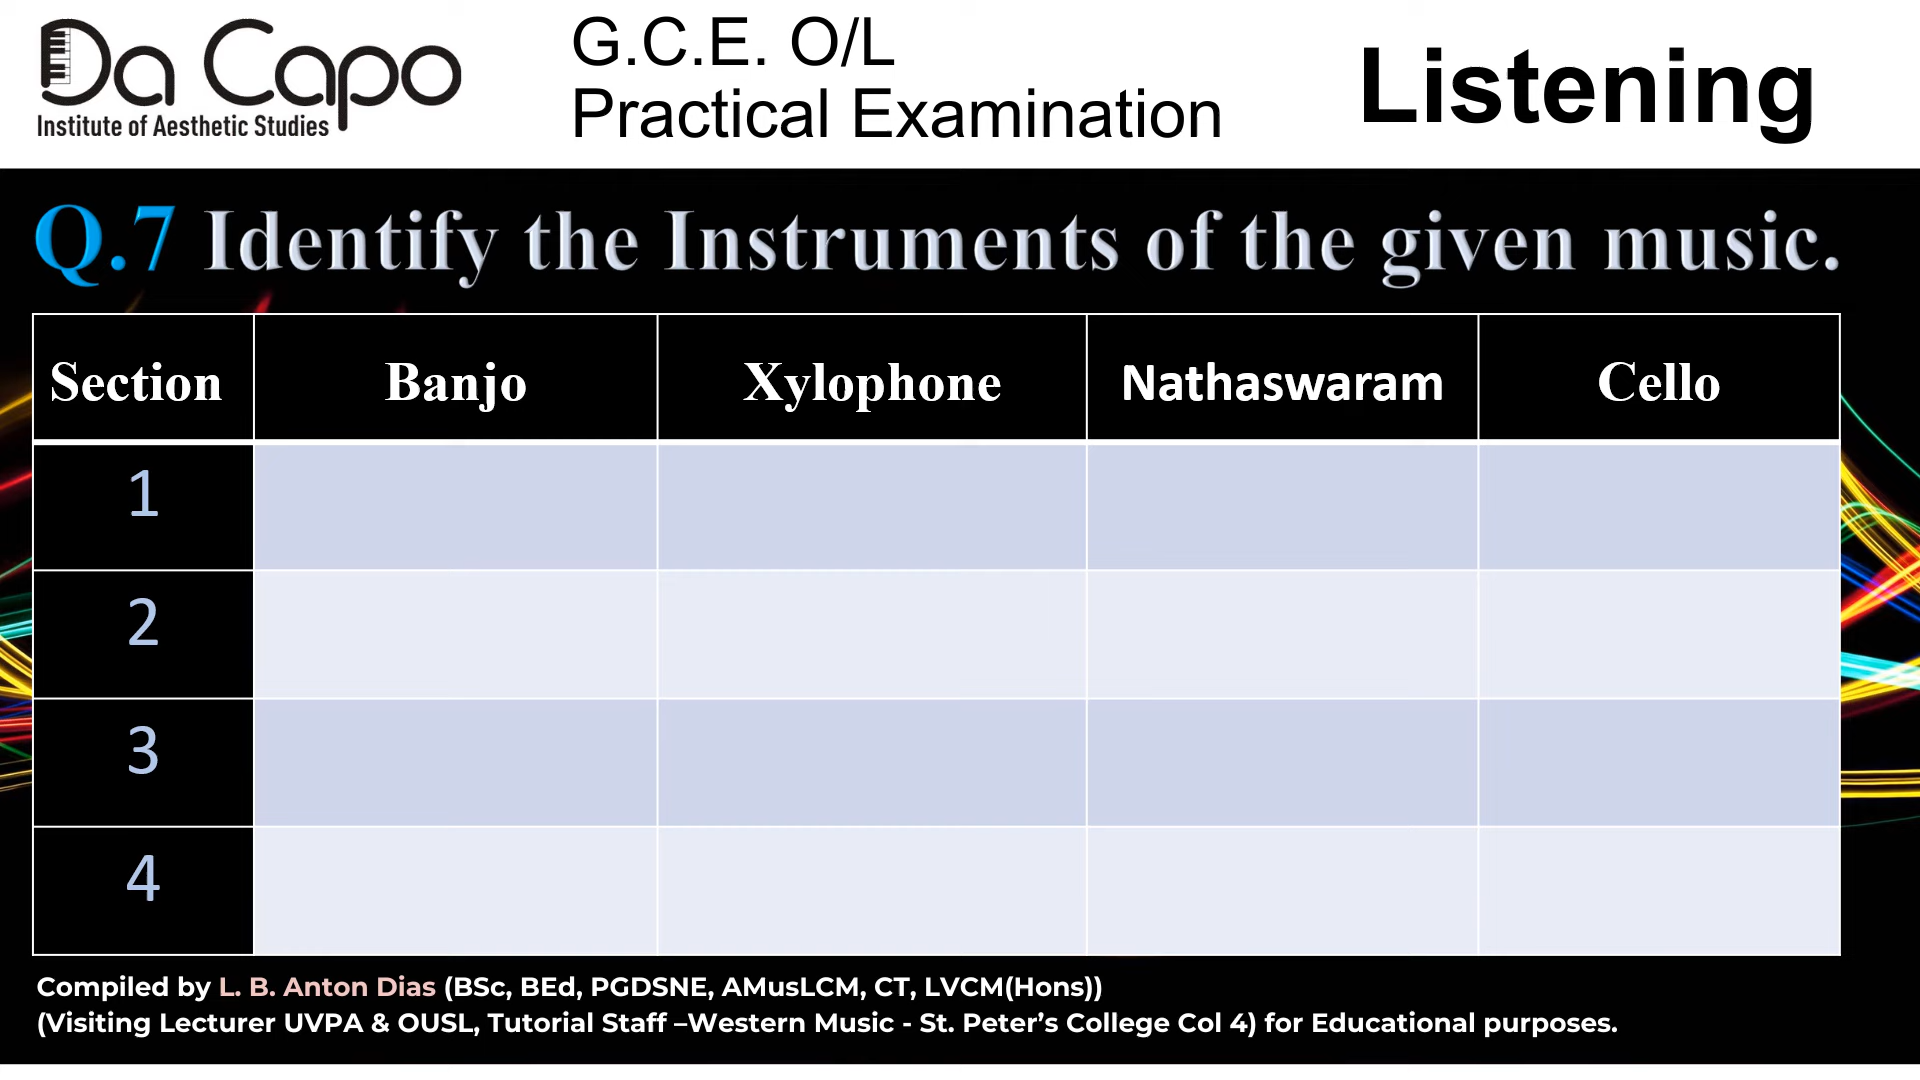 Da Capo
Institute of Aesthetic Studies
G.C.E. O/L
Practical Examination
Listening
Q.7 Identify the Instruments of the given music.
Section Banjo Xylophone Nathaswaram Cello
1
2
3
4
Compiled by L. B. Anton Dias (BSc, BEd, PGDSNE, AMusLCM, CT, LVCM(Hons))
(Visiting Lecturer UVPA & OUSL, Tutorial Staff –Western Music - St. Peter’s College Col 4) for Educational purposes.